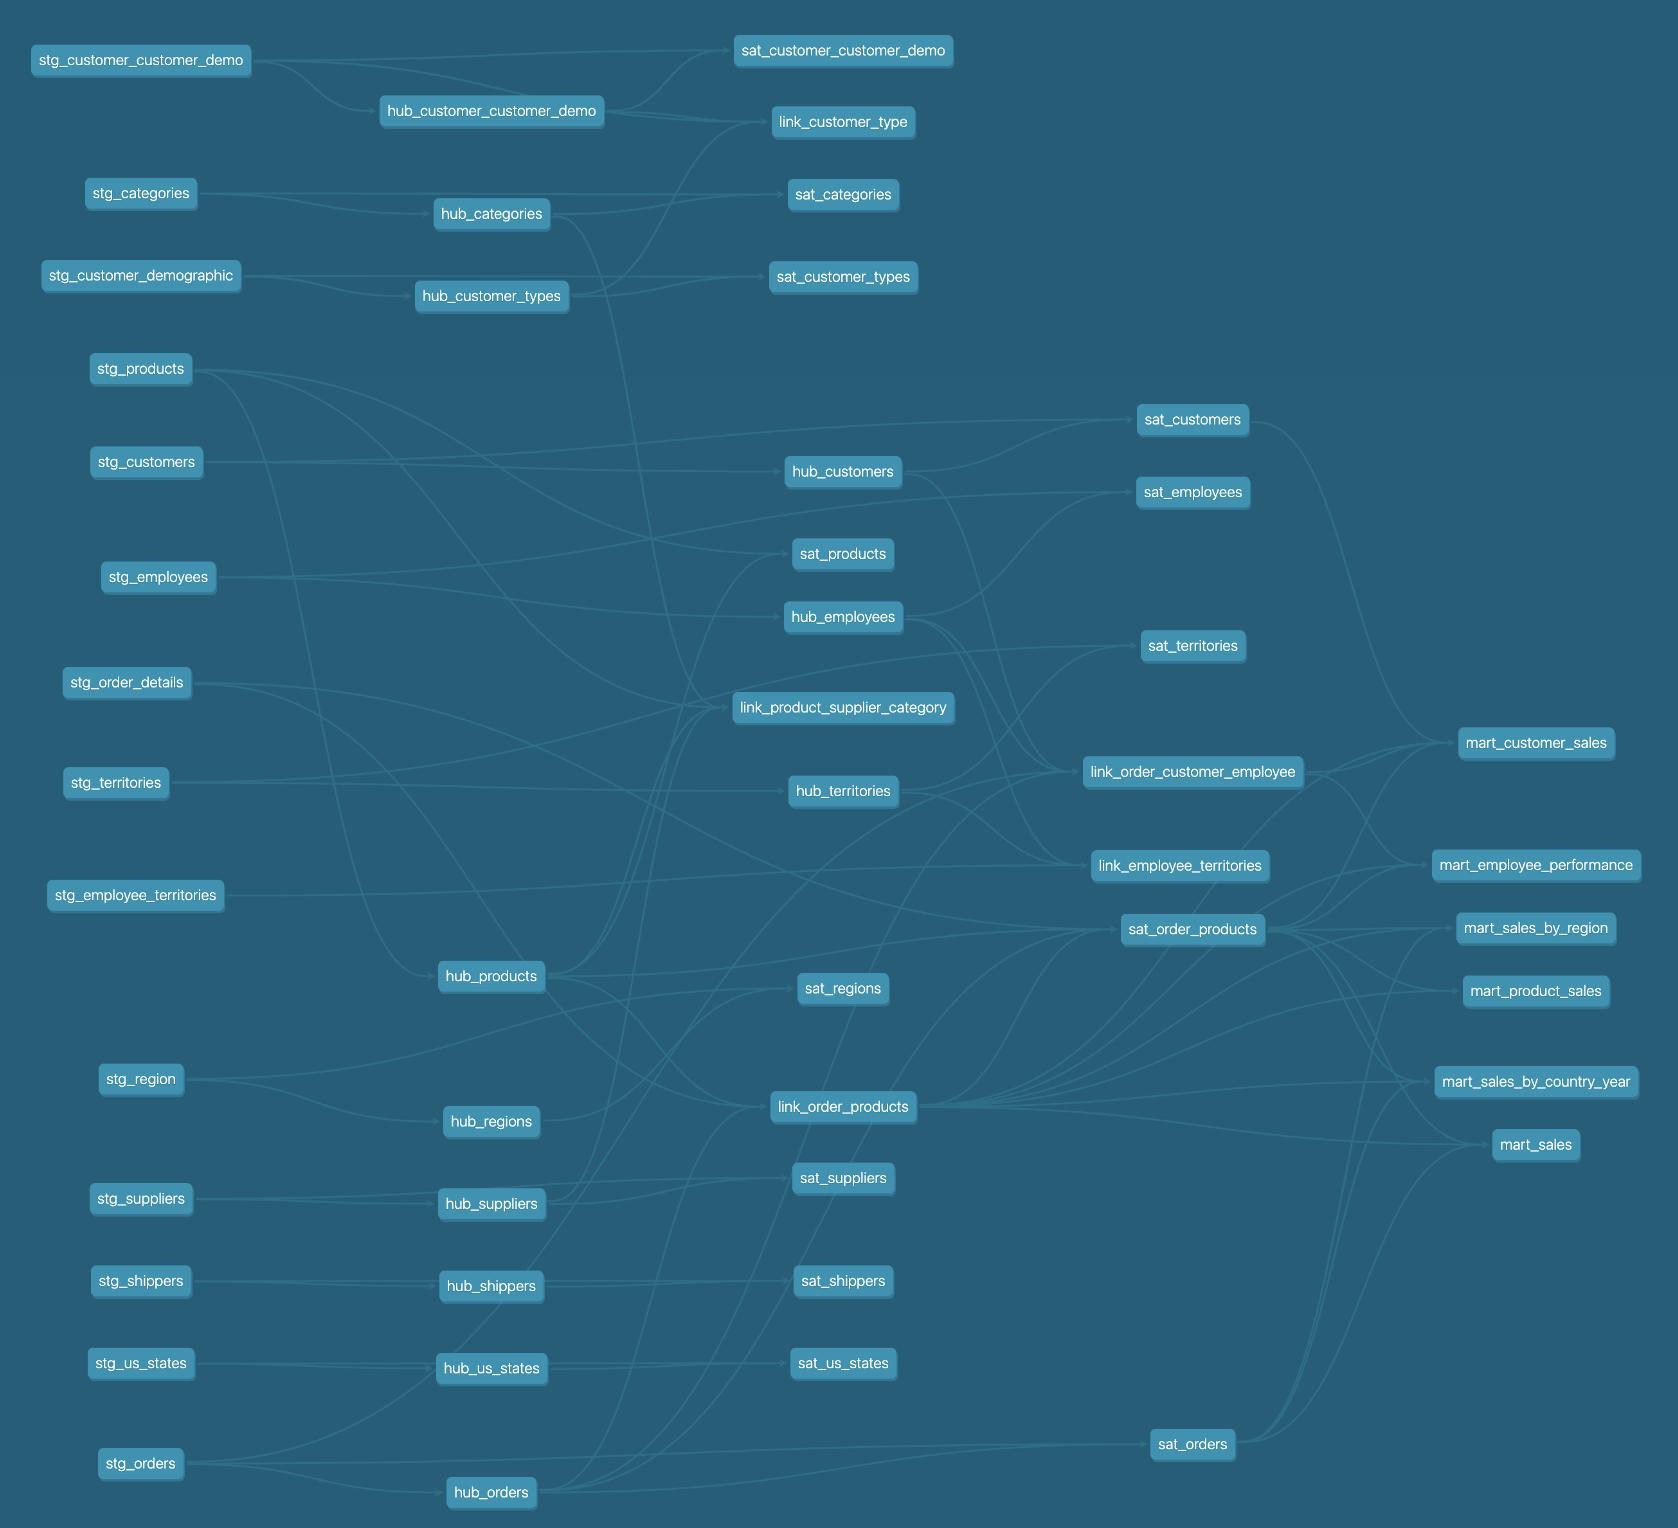 stg_customer_customer_demo
sat_customer_customer_demo
hub_customer_customer_demo
link_customer_type
stg_categories
sat_categories
hub_categories
stg_customer_demographic
sat_customer_types
hub_customer_types
stg_products
sat_customers
stg_customers
hub_customers
sat_employees
sat_products
stg_employees
hub_employees
sat_territories
stg_order_details
link_product_supplier_category
mart_customer_sales
link_order_customer_employee
stg_territories
hub_territories
link_employee_territories
mart_employee_performance
stg_employee_territories
sat_order_products
mart_sales_by_region
hub_products
sat_regions
mart_product_sales
stg_region
mart_sales_by_country_year
link_order_products
hub_regions
mart_sales
sat_suppliers
stg_suppliers
hub_suppliers
stg_shippers
sat_shippers
hub_shippers
stg_us_states
sat_us_states
hub_us_states
sat_orders
stg_orders
hub_orders